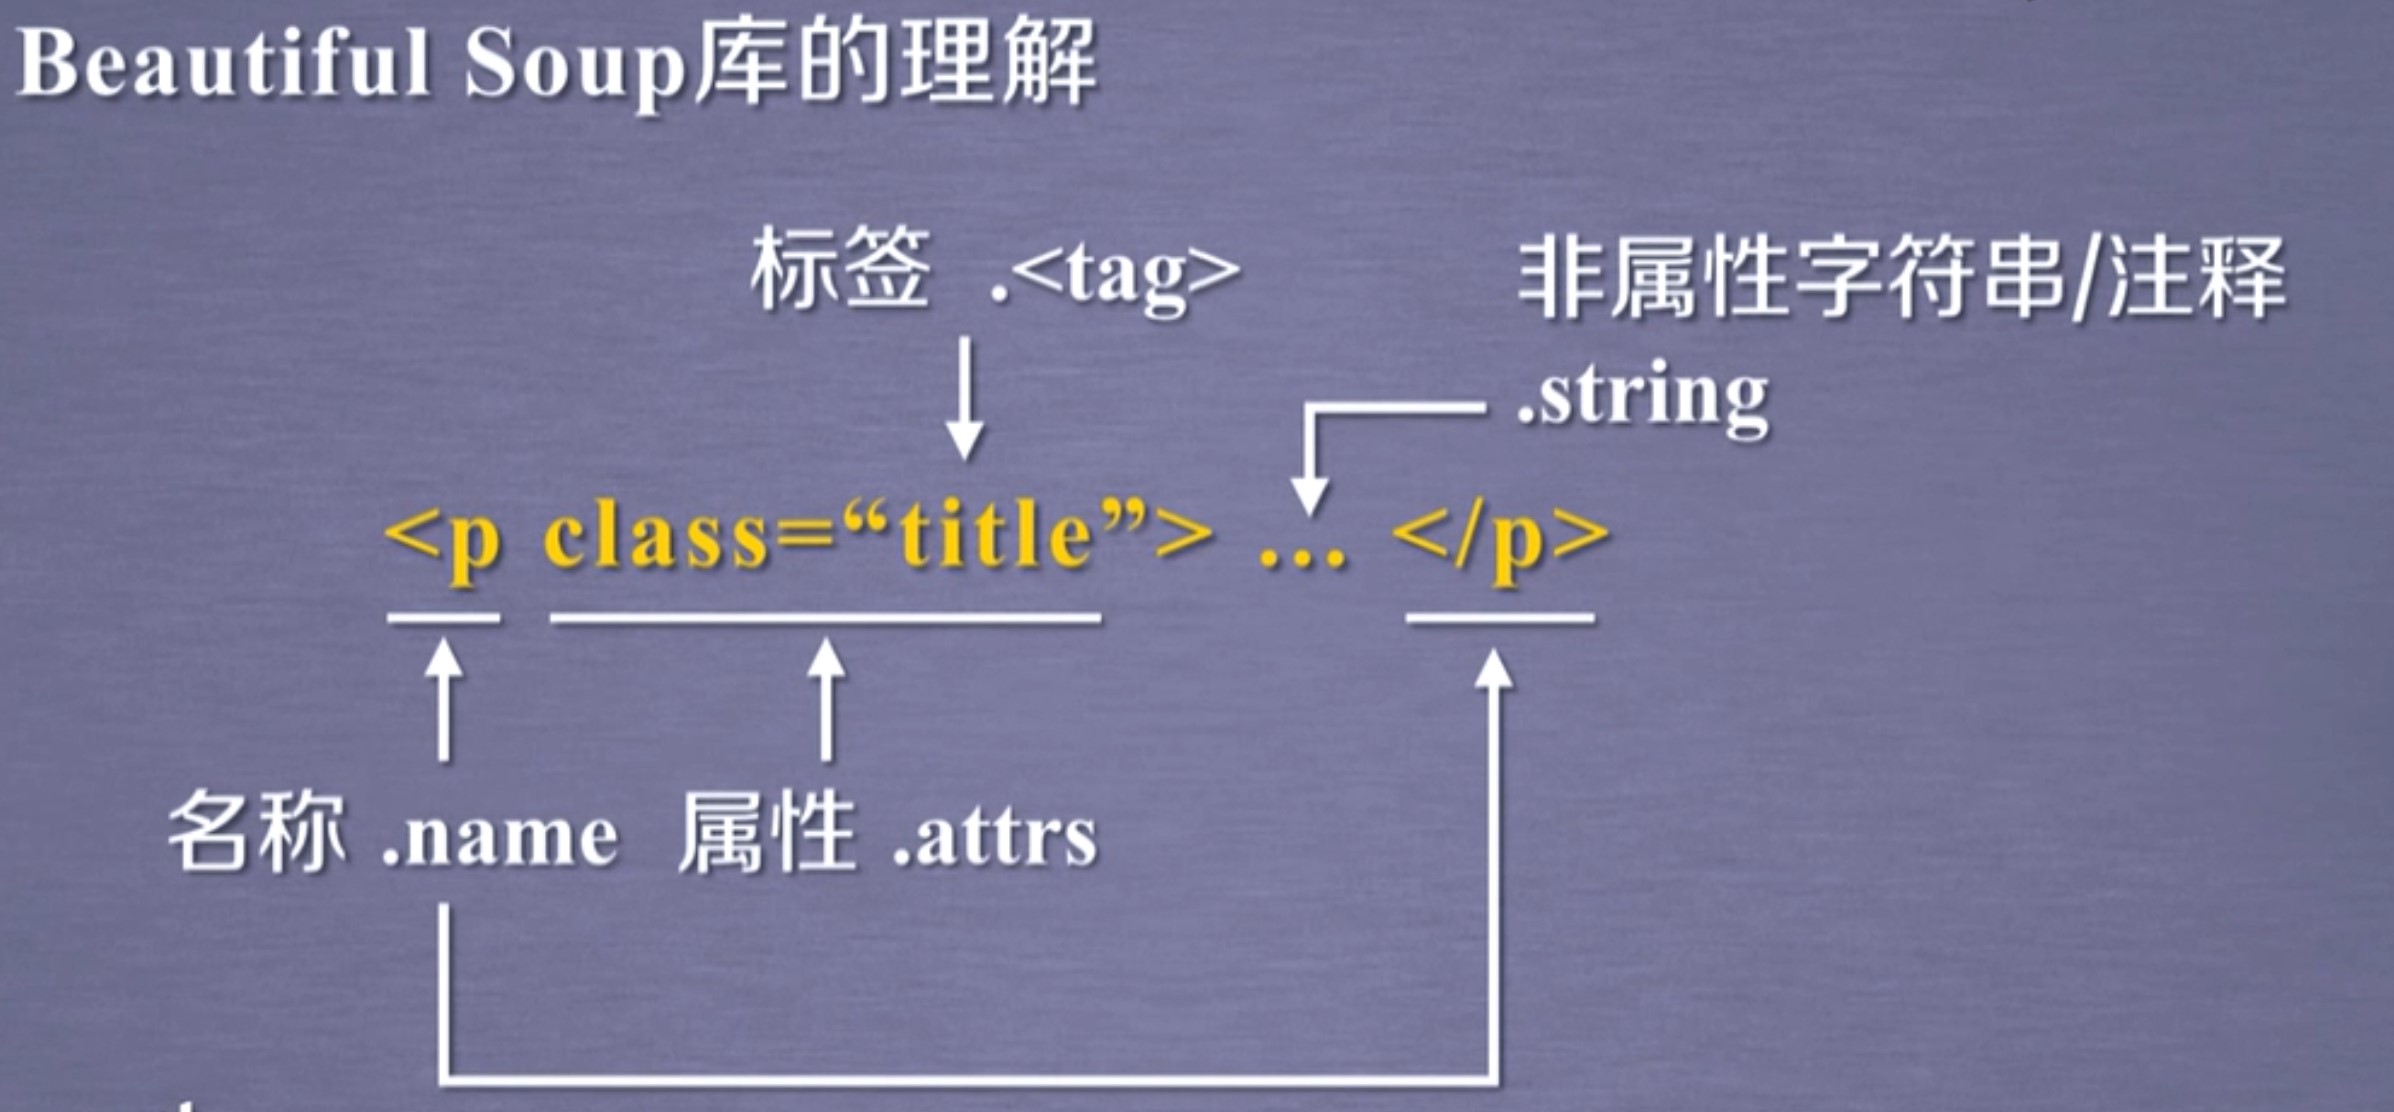 Beautiful Soup库的理解
标签 .<tag>
非属性字符串/注释
.string
<p class=“title”> … </p>
名称 .name 属性 .attrs